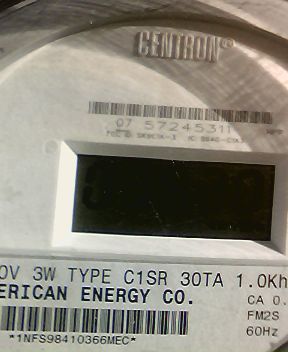 CENTRON®
07 57245311
0V 3W TYPE C1SR 30TA 1.0Kh
ERICAN ENERGY CO.
CA 0.
FM2S
60Hz
*1NFS98410366MEC*